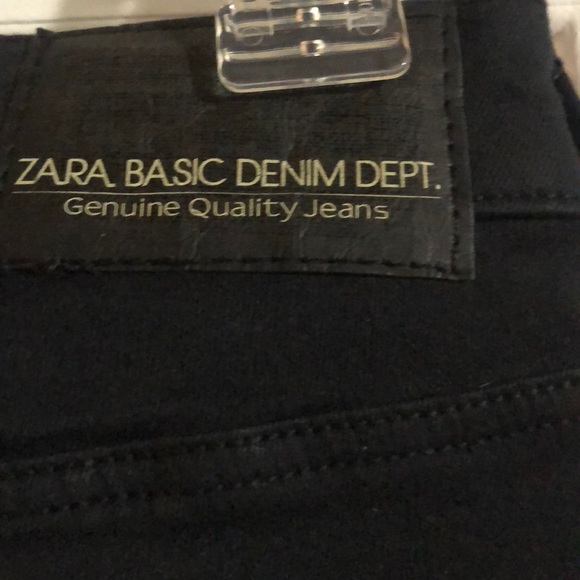 ZARA BASIC DENIM DEPT.
Genuine Quality Jeans